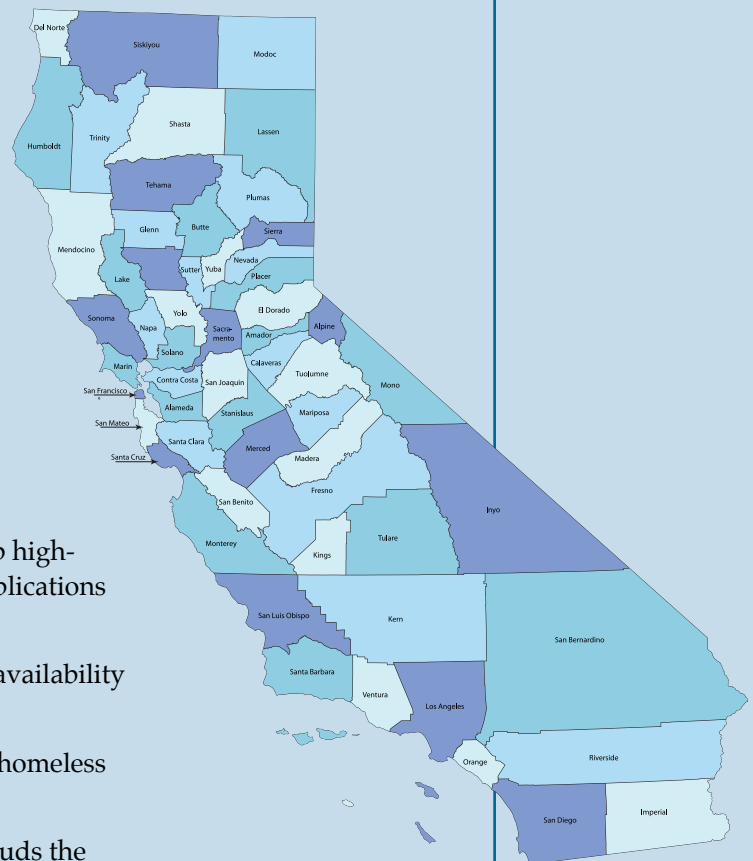 Del Norte
Siskiyou
Modoc
Humboldt
Trinity
Shasta
Lassen
Tehama
Plumas
Mendocino
Glenn
Butte
Sierra
Lake
Sutter
Yuba
Nevada
Placer
Sonoma
Napa
Yolo
El Dorado
Sacra-
mento
Alpine
Solano
Amador
Marin
Calaveras
Contra Costa
San Joaquin
Tuolumne
Mono
San Francisco
Alameda
Stanislaus
Mariposa
San Mateo
Santa Clara
Merced
Madera
Santa Cruz
Fresno
San Benito
Inyo
Monterey
Kings
Tulare
high-
plications
San Luis Obispo
Kern
San Bernardino
availability
Santa Barbara
Ventura
Los Angeles
homeless
Orange
Riverside
San Diego
Imperial
uds the